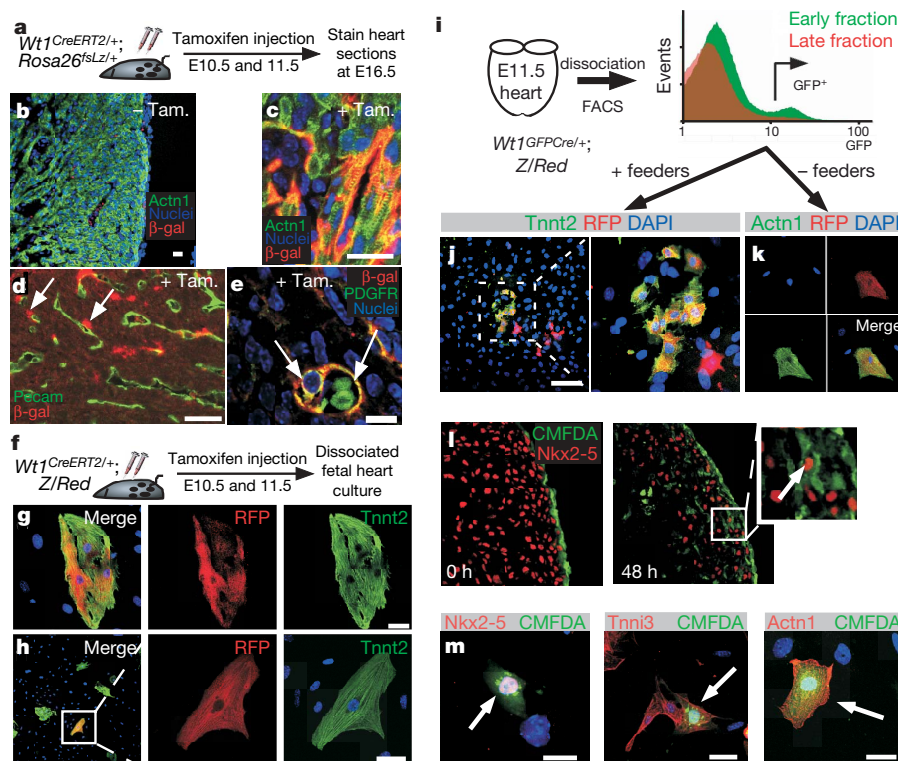 a
Wt1CreERT2/+;
Rosa26fsLz/+
Tamoxifen injection
E10.5 and 11.5
Stain heart
sections
at E16.5
b
– Tam.
Actn1
Nuclei
β-gal
c
+ Tam.
Actn1
Nuclei
β-gal
d
+ Tam.
Pecam
β-gal
e
+ Tam.
β-gal
PDGFR
Nuclei
f
Wt1CreERT2/+;
Z/Red
Tamoxifen injection
E10.5 and 11.5
Dissociated
fetal heart
culture
g
Merge
RFP
Tnnt2
h
Merge
RFP
Tnnt2
i
E11.5
heart
Wt1GFPCre/+;
Z/Red
dissociation
FACS
Events
Early fraction
Late fraction
GFP+
1
10
100
GFP
+ feeders
– feeders
Tnnt2 RFP DAPI
Actn1 RFP DAPI
j
k
Merge
l
CMFDA
Nkx2-5
0 h
48 h
m
Nkx2-5 CMFDA
Tnni3 CMFDA
Actn1 CMFDA